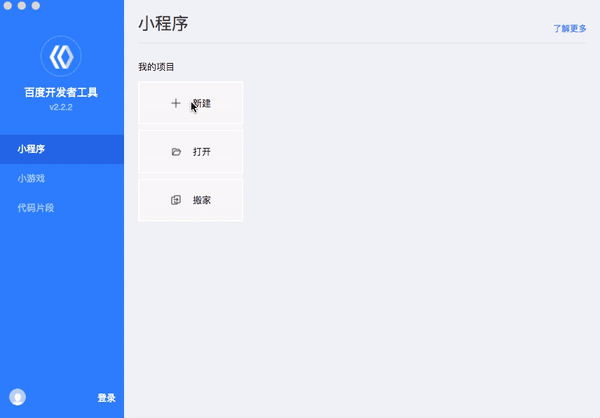 小程序
了解更多
百度开发者工具
v2.2.2
小程序
小游戏
代码片段
登录
我的项目
新建
打开
搬家